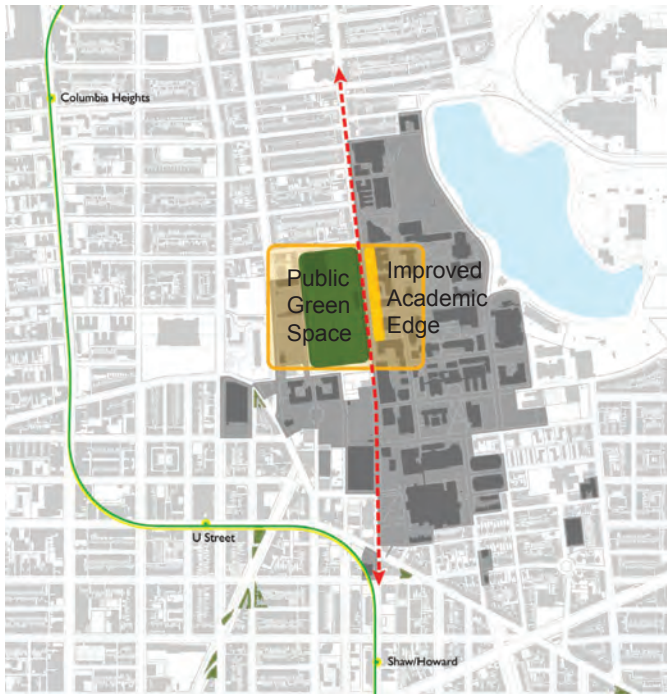 Columbia Heights
Public
Green
Space
Improved
Academic
Edge
U Street
Shaw/Howard